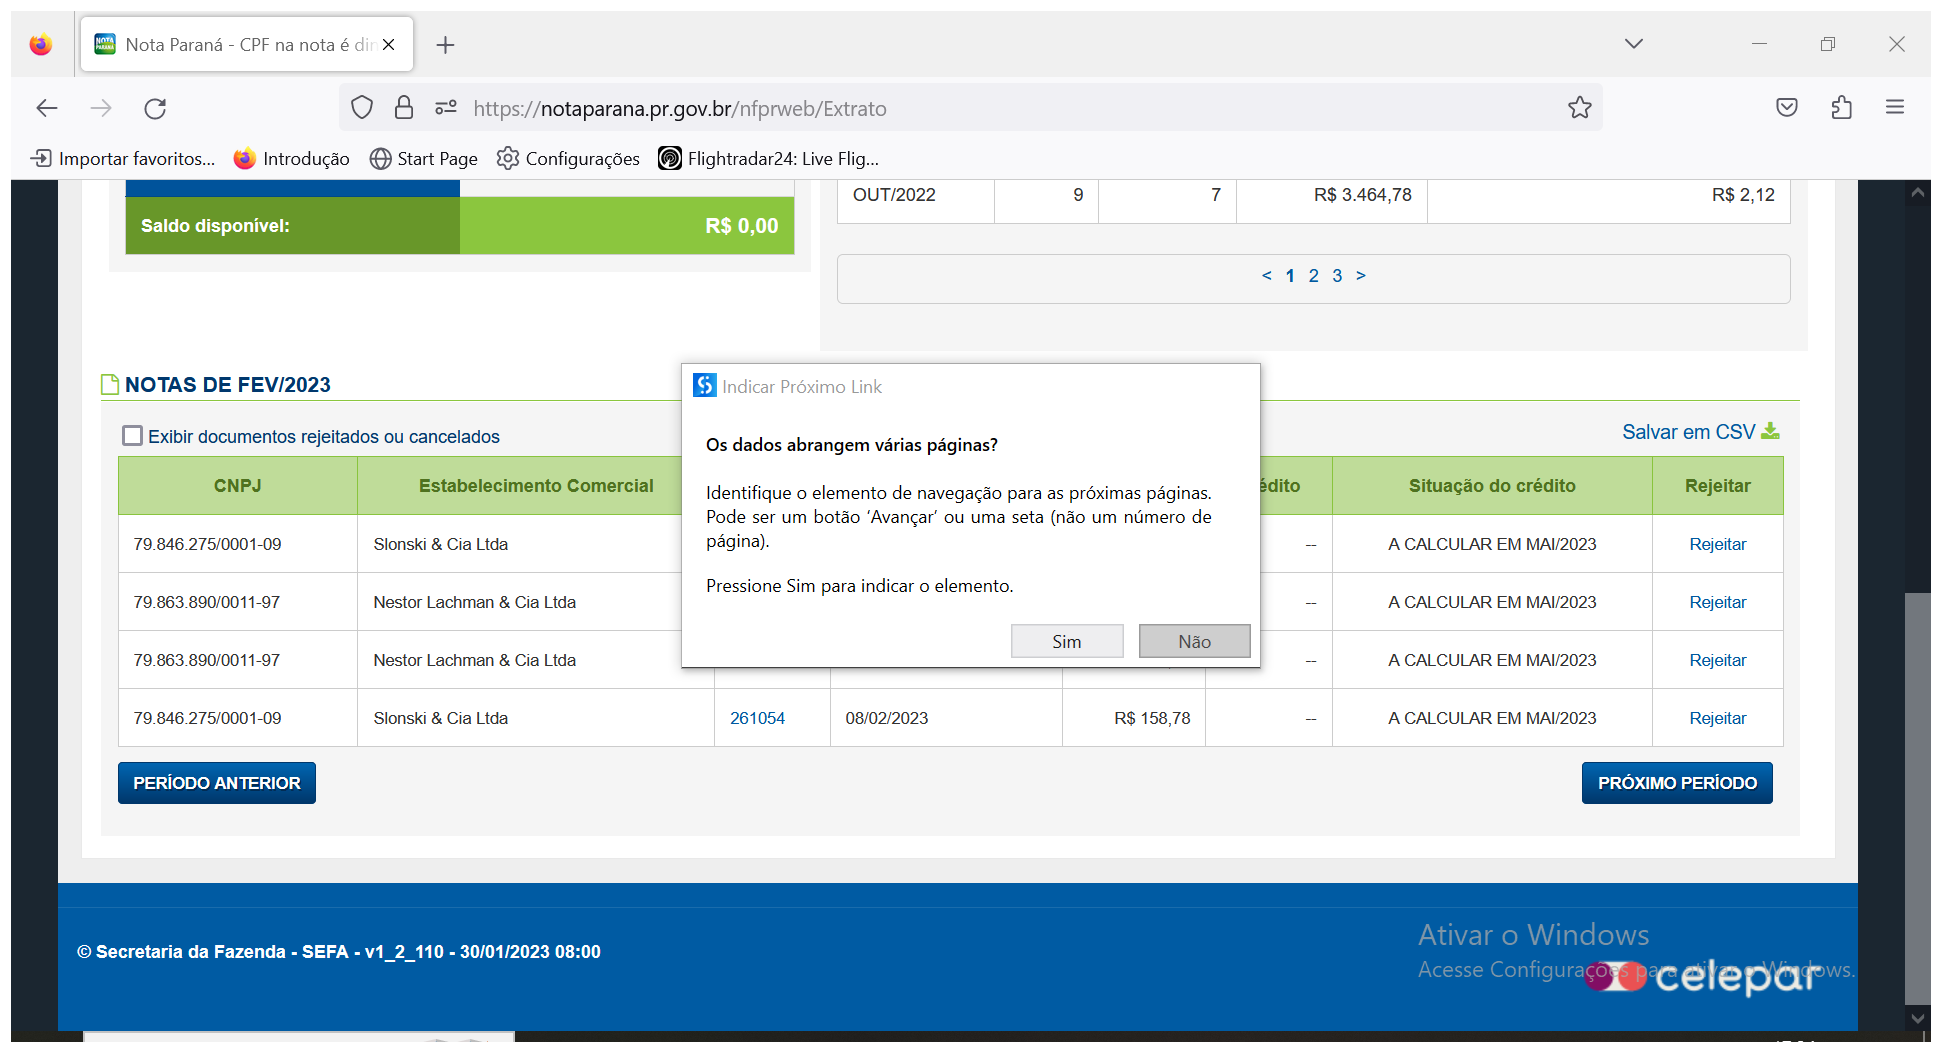 Nota Paraná - CPF na nota é din
https://notaparana.pr.gov.br/nfprweb/Extrato
Importar favoritos... Introdução Start Page Configurações Flightradar24: Live Flig...
OUT/2022 9 7 R$ 3.464,78 R$ 2,12
Saldo disponível: R$ 0,00
< 1 2 3 >
NOTAS DE FEV/2023
Exibir documentos rejeitados ou cancelados
Salvar em CSV
CNPJ Estabelecimento Comercial édito Situação do crédito Rejeitar
79.846.275/0001-09 Slonski & Cia Ltda -- A CALCULAR EM MAI/2023 Rejeitar
79.863.890/0011-97 Nestor Lachman & Cia Ltda -- A CALCULAR EM MAI/2023 Rejeitar
79.863.890/0011-97 Nestor Lachman & Cia Ltda -- A CALCULAR EM MAI/2023 Rejeitar
79.846.275/0001-09 Slonski & Cia Ltda 261054 08/02/2023 R$ 158,78 -- A CALCULAR EM MAI/2023 Rejeitar
Indicar Próximo Link
Os dados abrangem várias páginas?
Identifique o elemento de navegação para as próximas páginas.
Pode ser um botão ‘Avançar’ ou uma seta (não um número de
página).
Pressione Sim para indicar o elemento.
Sim Não
PERÍODO ANTERIOR PRÓXIMO PERÍODO
© Secretaria da Fazenda - SEFA - v1_2_110 - 30/01/2023 08:00
Ativar o Windows
Acesse Configurações para ativar o Windows.
celepar